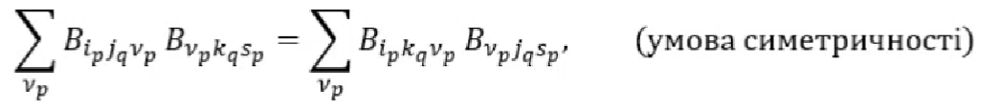 ∑_{ν_p} B_{i_p j_q ν_p} B_{ν_p k_q s_p} = ∑_{ν_p} B_{i_p k_q ν_p} B_{ν_p j_q s_p}, (умова симетричності)